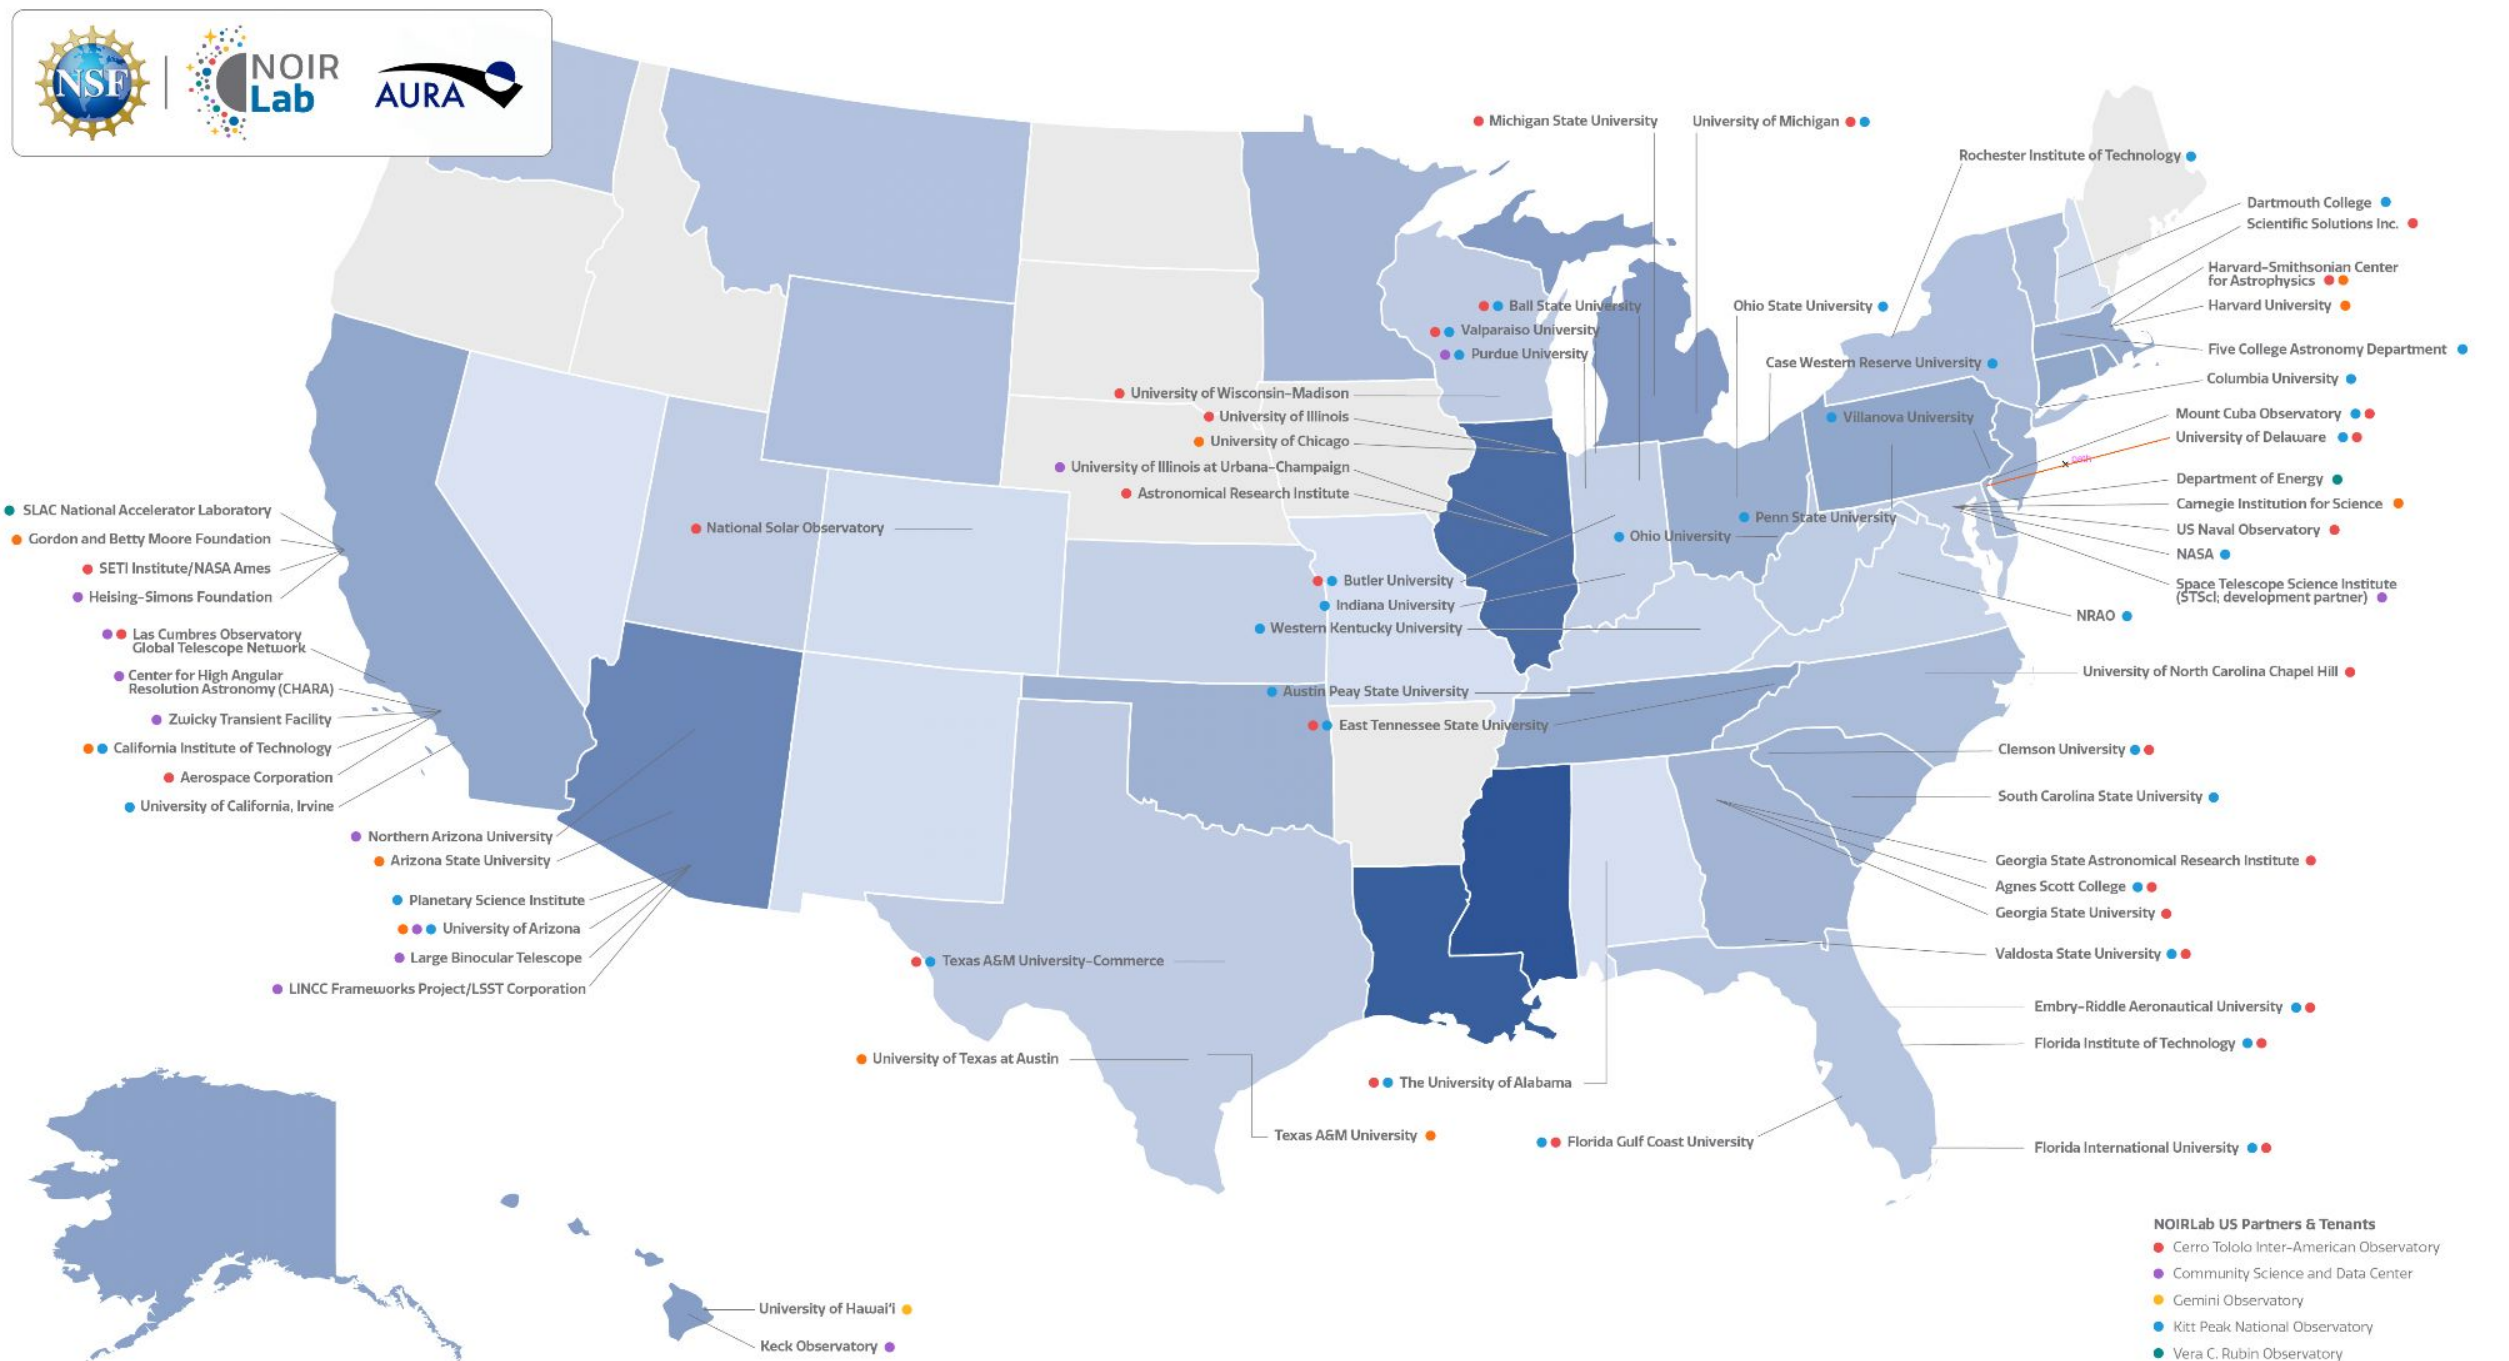 NSF
NOIR
Lab
AURA
Michigan State University
University of Michigan
Rochester Institute of Technology
Dartmouth College
Scientific Solutions Inc.
Harvard-Smithsonian Center
for Astrophysics
Harvard University
Five College Astronomy Department
Columbia University
Mount Cuba Observatory
University of Delaware
path
Department of Energy
Carnegie Institution for Science
US Naval Observatory
NASA
Space Telescope Science Institute
(STScI; development partner)
NRAO
University of North Carolina Chapel Hill
Clemson University
South Carolina State University
Georgia State Astronomical Research Institute
Agnes Scott College
Georgia State University
Valdosta State University
Embry-Riddle Aeronautical University
Florida Institute of Technology
Florida International University
Ball State University
Valparaiso University
Purdue University
Ohio State University
Case Western Reserve University
Villanova University
University of Wisconsin-Madison
University of Illinois
University of Chicago
University of Illinois at Urbana-Champaign
Astronomical Research Institute
National Solar Observatory
Penn State University
Ohio University
Butler University
Indiana University
Western Kentucky University
Austin Peay State University
East Tennessee State University
SLAC National Accelerator Laboratory
Gordon and Betty Moore Foundation
SETI Institute/NASA Ames
Heising-Simons Foundation
Las Cumbres Observatory
Global Telescope Network
Center for High Angular
Resolution Astronomy (CHARA)
Zwicky Transient Facility
California Institute of Technology
Aerospace Corporation
University of California, Irvine
Northern Arizona University
Arizona State University
Planetary Science Institute
University of Arizona
Large Binocular Telescope
LINCC Frameworks Project/LSST Corporation
Texas A&M University-Commerce
University of Texas at Austin
Texas A&M University
The University of Alabama
Florida Gulf Coast University
University of Hawai'i
Keck Observatory
NOIRLab US Partners & Tenants
Cerro Tololo Inter-American Observatory
Community Science and Data Center
Gemini Observatory
Kitt Peak National Observatory
Vera C. Rubin Observatory